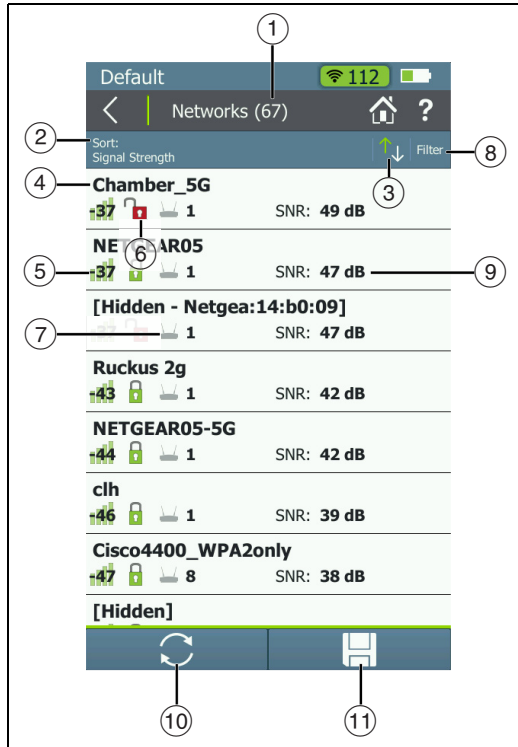 1
Default 112
Networks (67) ?
2 Sort:
Signal Strength
Filter 8
3
4 Chamber_5G
-37 1 SNR: 49 dB
6
NETGEAR05
5 -37 1 SNR: 47 dB 9
[Hidden - Netgea:14:b0:09]
7 -37 1 SNR: 47 dB
Ruckus 2g
-43 1 SNR: 42 dB
NETGEAR05-5G
-44 1 SNR: 42 dB
clh
-46 1 SNR: 39 dB
Cisco4400_WPA2only
-47 8 SNR: 38 dB
[Hidden]
10 11